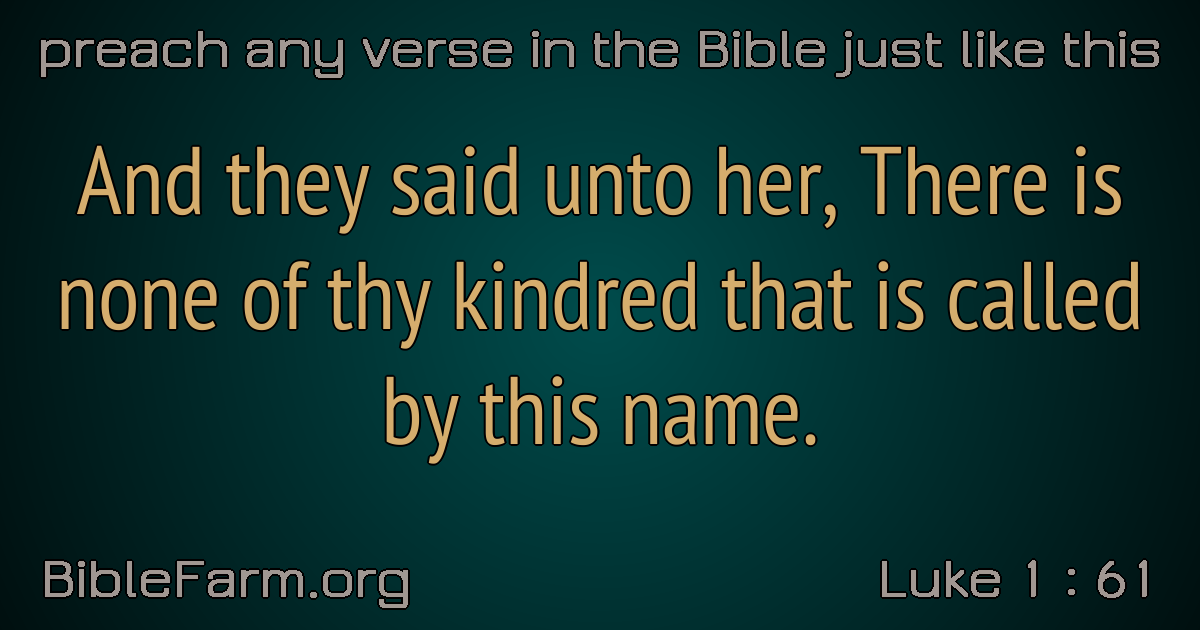 preach any verse in the Bible just like this
And they said unto her, There is
none of thy kindred that is called
by this name.
BibleFarm.org
Luke 1 : 61